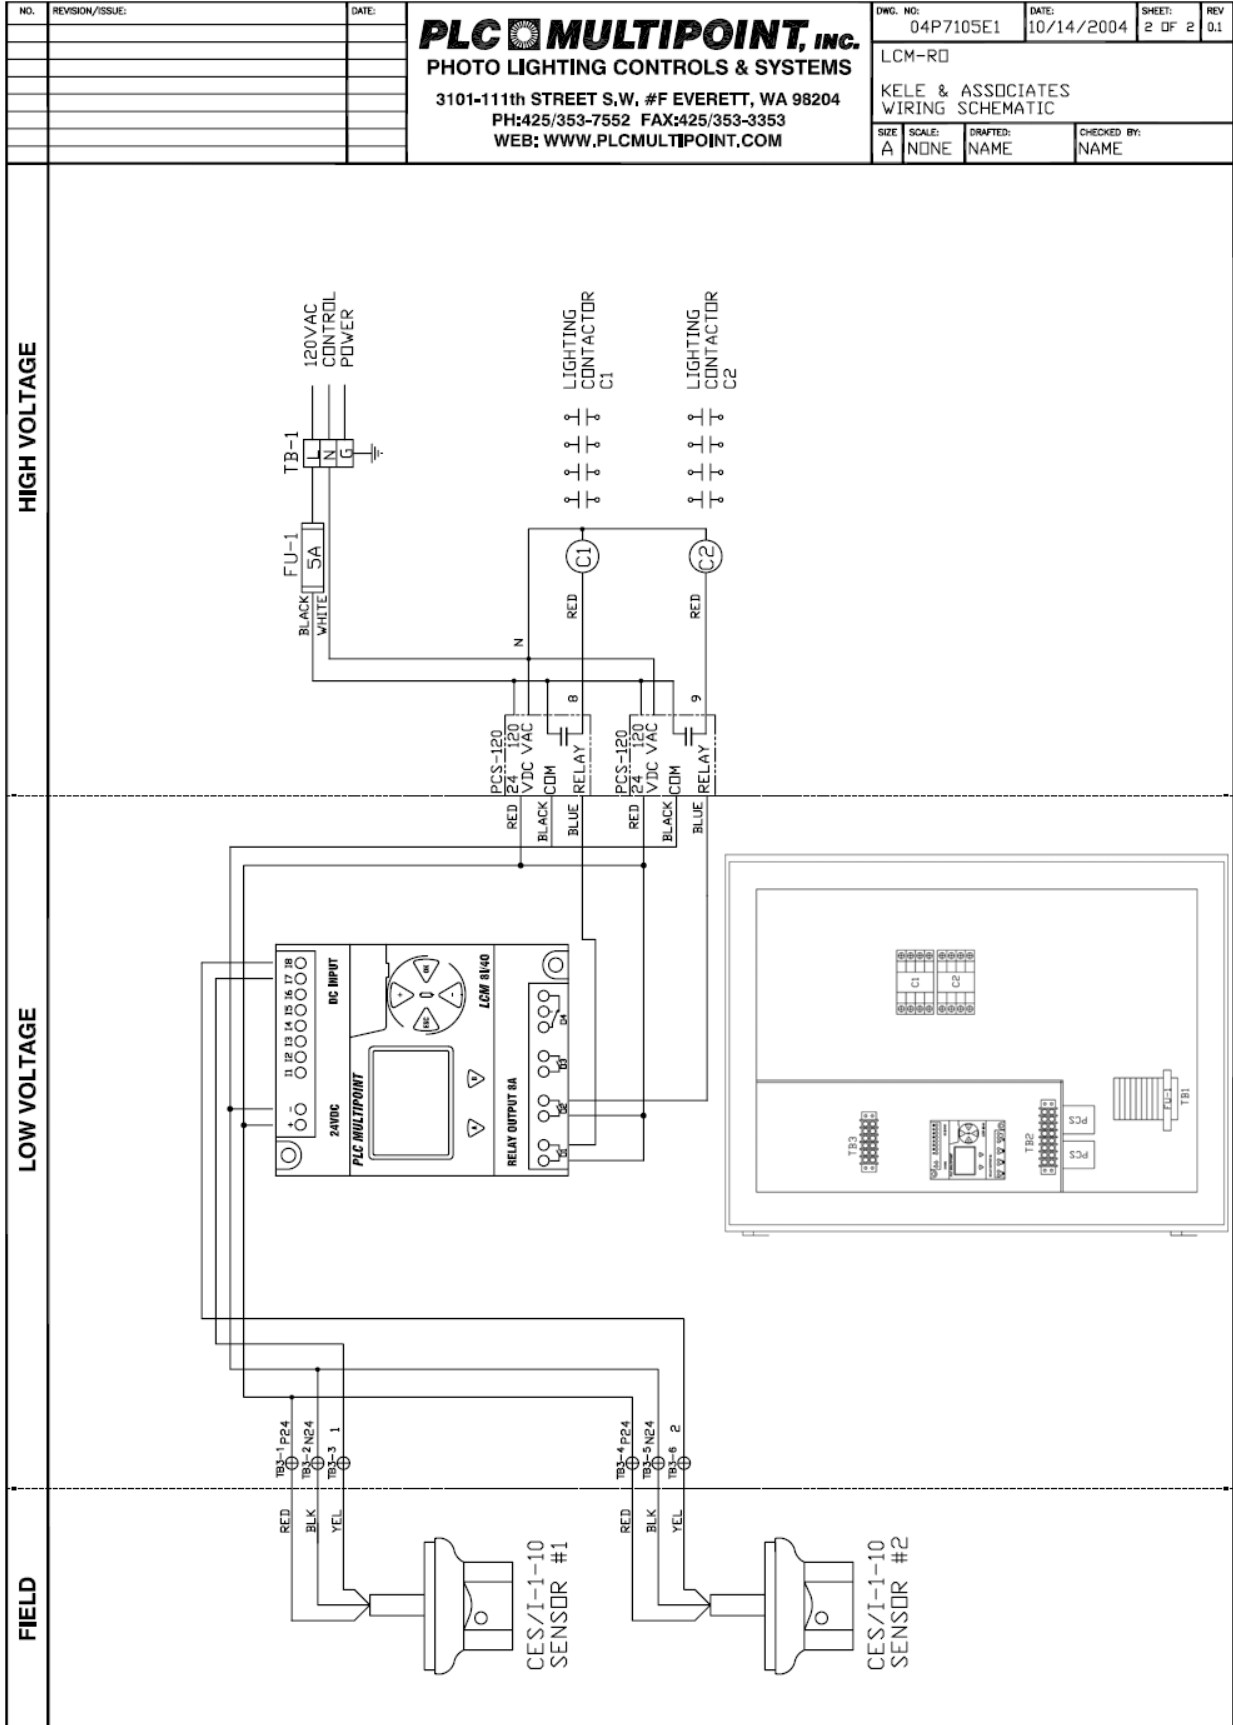 NO. REVISION/ISSUE: DATE:
PLC MULTIPOINT, INC.
PHOTO LIGHTING CONTROLS & SYSTEMS
3101-111th STREET S.W. #F EVERETT, WA 98204
PH:425/353-7552 FAX:425/353-3353
WEB: WWW.PLCMULTIPOINT.COM
DWG. NO: DATE: SHEET: REV
04P7105E1 10/14/2004 2 OF 2 0.1
LCM-RO
KELE & ASSOCIATES
WIRING SCHEMATIC
SIZE SCALE: DRAFTED: CHECKED BY:
A NONE NAME NAME
HIGH VOLTAGE
120VAC
CONTROL
POWER
TB-1
L
N
G
FU-1
5A
BLACK
WHITE
LIGHTING
CONTACTOR
C1
LIGHTING
CONTACTOR
C2
C1
C2
RED
RED
N
8
9
PCS-120
24 120
VDC VAC
COM
RELAY
PCS-120
24 120
VDC VAC
COM
RELAY
LOW VOLTAGE
RED
BLACK
BLUE
RED
BLACK
BLUE
I1 I2 I3 I4 I5 I6 I7 I8
+ -
24VDC
DC INPUT
PLC MULTIPOINT
ESC
+
-
OK
LCM 8I/4O
A
B
RELAY OUTPUT 8A
O1
O2
O3
O4
C1
C2
TB3
TB2
PCS
PCS
FU-1
TB1
TB3-1 P24
TB3-2 N24
TB3-3 1
TB3-4 P24
TB3-5 N24
TB3-6 2
FIELD
RED
BLK
YEL
RED
BLK
YEL
CES/I-1-10
SENSOR #1
CES/I-1-10
SENSOR #2